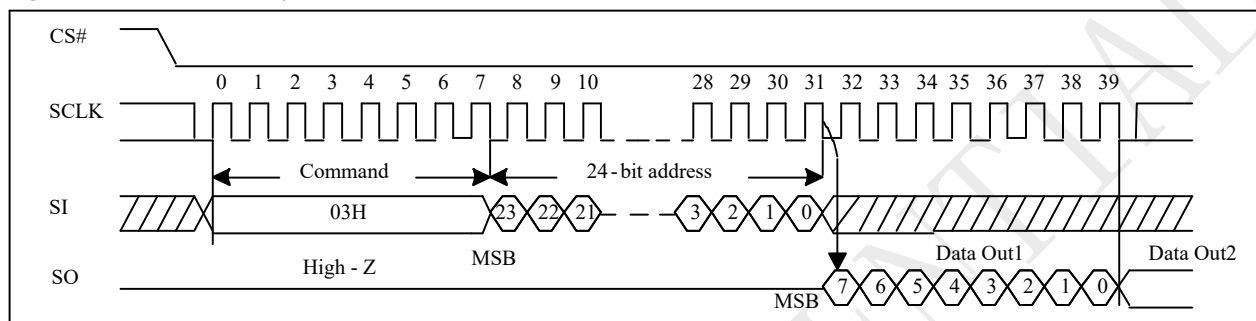 CS#
0 1 2 3 4 5 6 7 8 9 10 28 29 30 31 32 33 34 35 36 37 38 39
SCLK
Command 24-bit address
SI 03H 23 22 21 3 2 1 0
High - Z MSB Data Out1 Data Out2
SO MSB 7 6 5 4 3 2 1 0
NTIAL